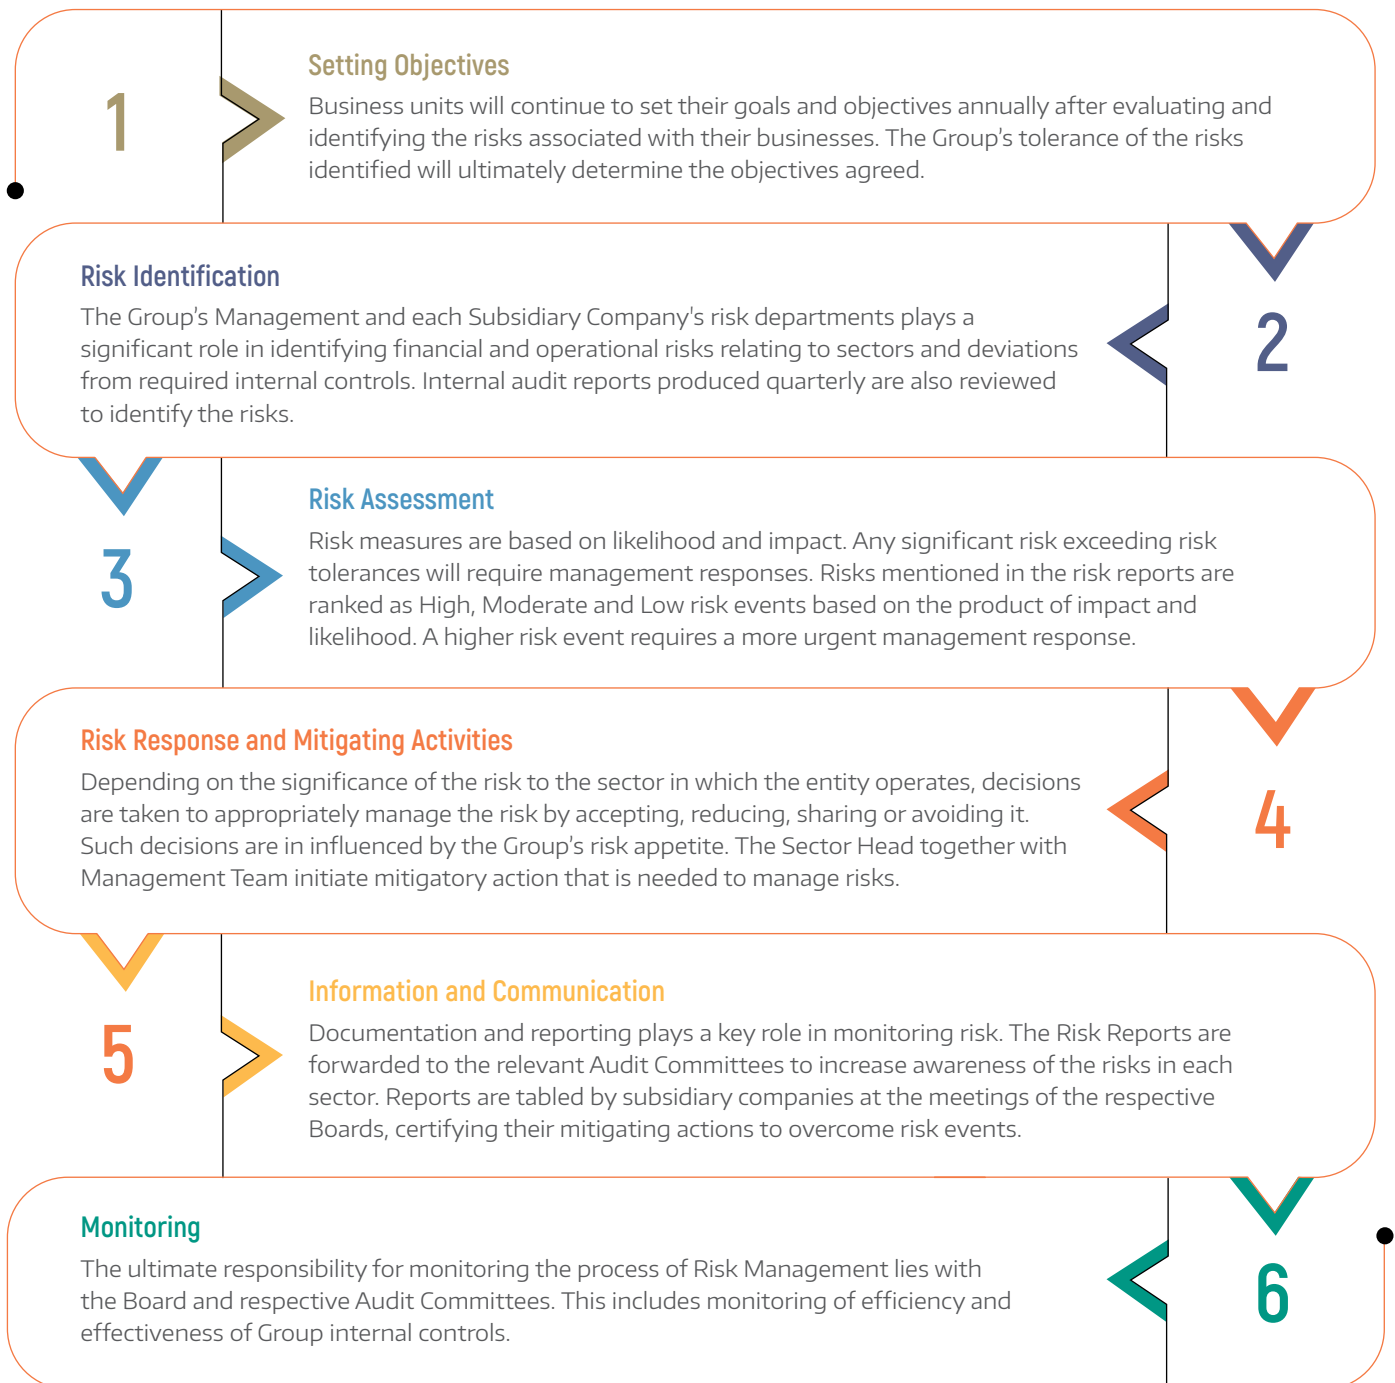 1
Setting Objectives
Business units will continue to set their goals and objectives annually after evaluating and
identifying the risks associated with their businesses. The Group’s tolerance of the risks
identified will ultimately determine the objectives agreed.
2
Risk Identification
The Group’s Management and each Subsidiary Company's risk departments plays a
significant role in identifying financial and operational risks relating to sectors and deviations
from required internal controls. Internal audit reports produced quarterly are also reviewed
to identify the risks.
3
Risk Assessment
Risk measures are based on likelihood and impact. Any significant risk exceeding risk
tolerances will require management responses. Risks mentioned in the risk reports are
ranked as High, Moderate and Low risk events based on the product of impact and
likelihood. A higher risk event requires a more urgent management response.
4
Risk Response and Mitigating Activities
Depending on the significance of the risk to the sector in which the entity operates, decisions
are taken to appropriately manage the risk by accepting, reducing, sharing or avoiding it.
Such decisions are in influenced by the Group’s risk appetite. The Sector Head together with
Management Team initiate mitigatory action that is needed to manage risks.
5
Information and Communication
Documentation and reporting plays a key role in monitoring risk. The Risk Reports are
forwarded to the relevant Audit Committees to increase awareness of the risks in each
sector. Reports are tabled by subsidiary companies at the meetings of the respective
Boards, certifying their mitigating actions to overcome risk events.
6
Monitoring
The ultimate responsibility for monitoring the process of Risk Management lies with
the Board and respective Audit Committees. This includes monitoring of efficiency and
effectiveness of Group internal controls.